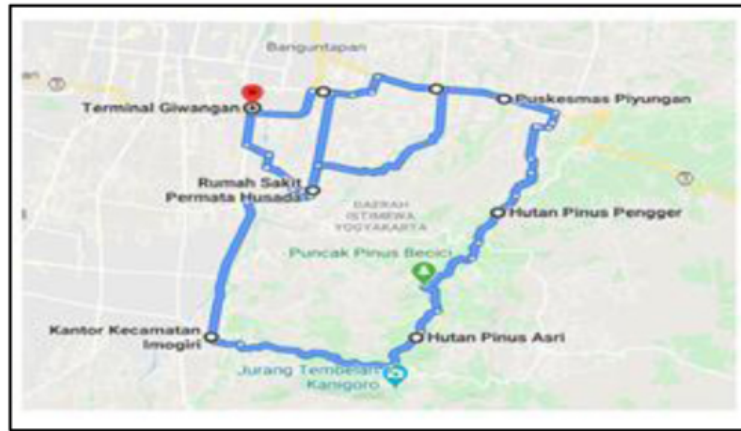 Banguntapan
Terminal Giwangan
Puskesmas Piyungan
Rumah Sakit
Permata Husada
DAERAH
ISTIMEWA
YOGYAKARTA
Hutan Pinus Pengger
Puncak Pinus Becici
Kantor Kecamatan
Imogiri
Hutan Pinus Asri
Jurang Tembelan
Kanigoro